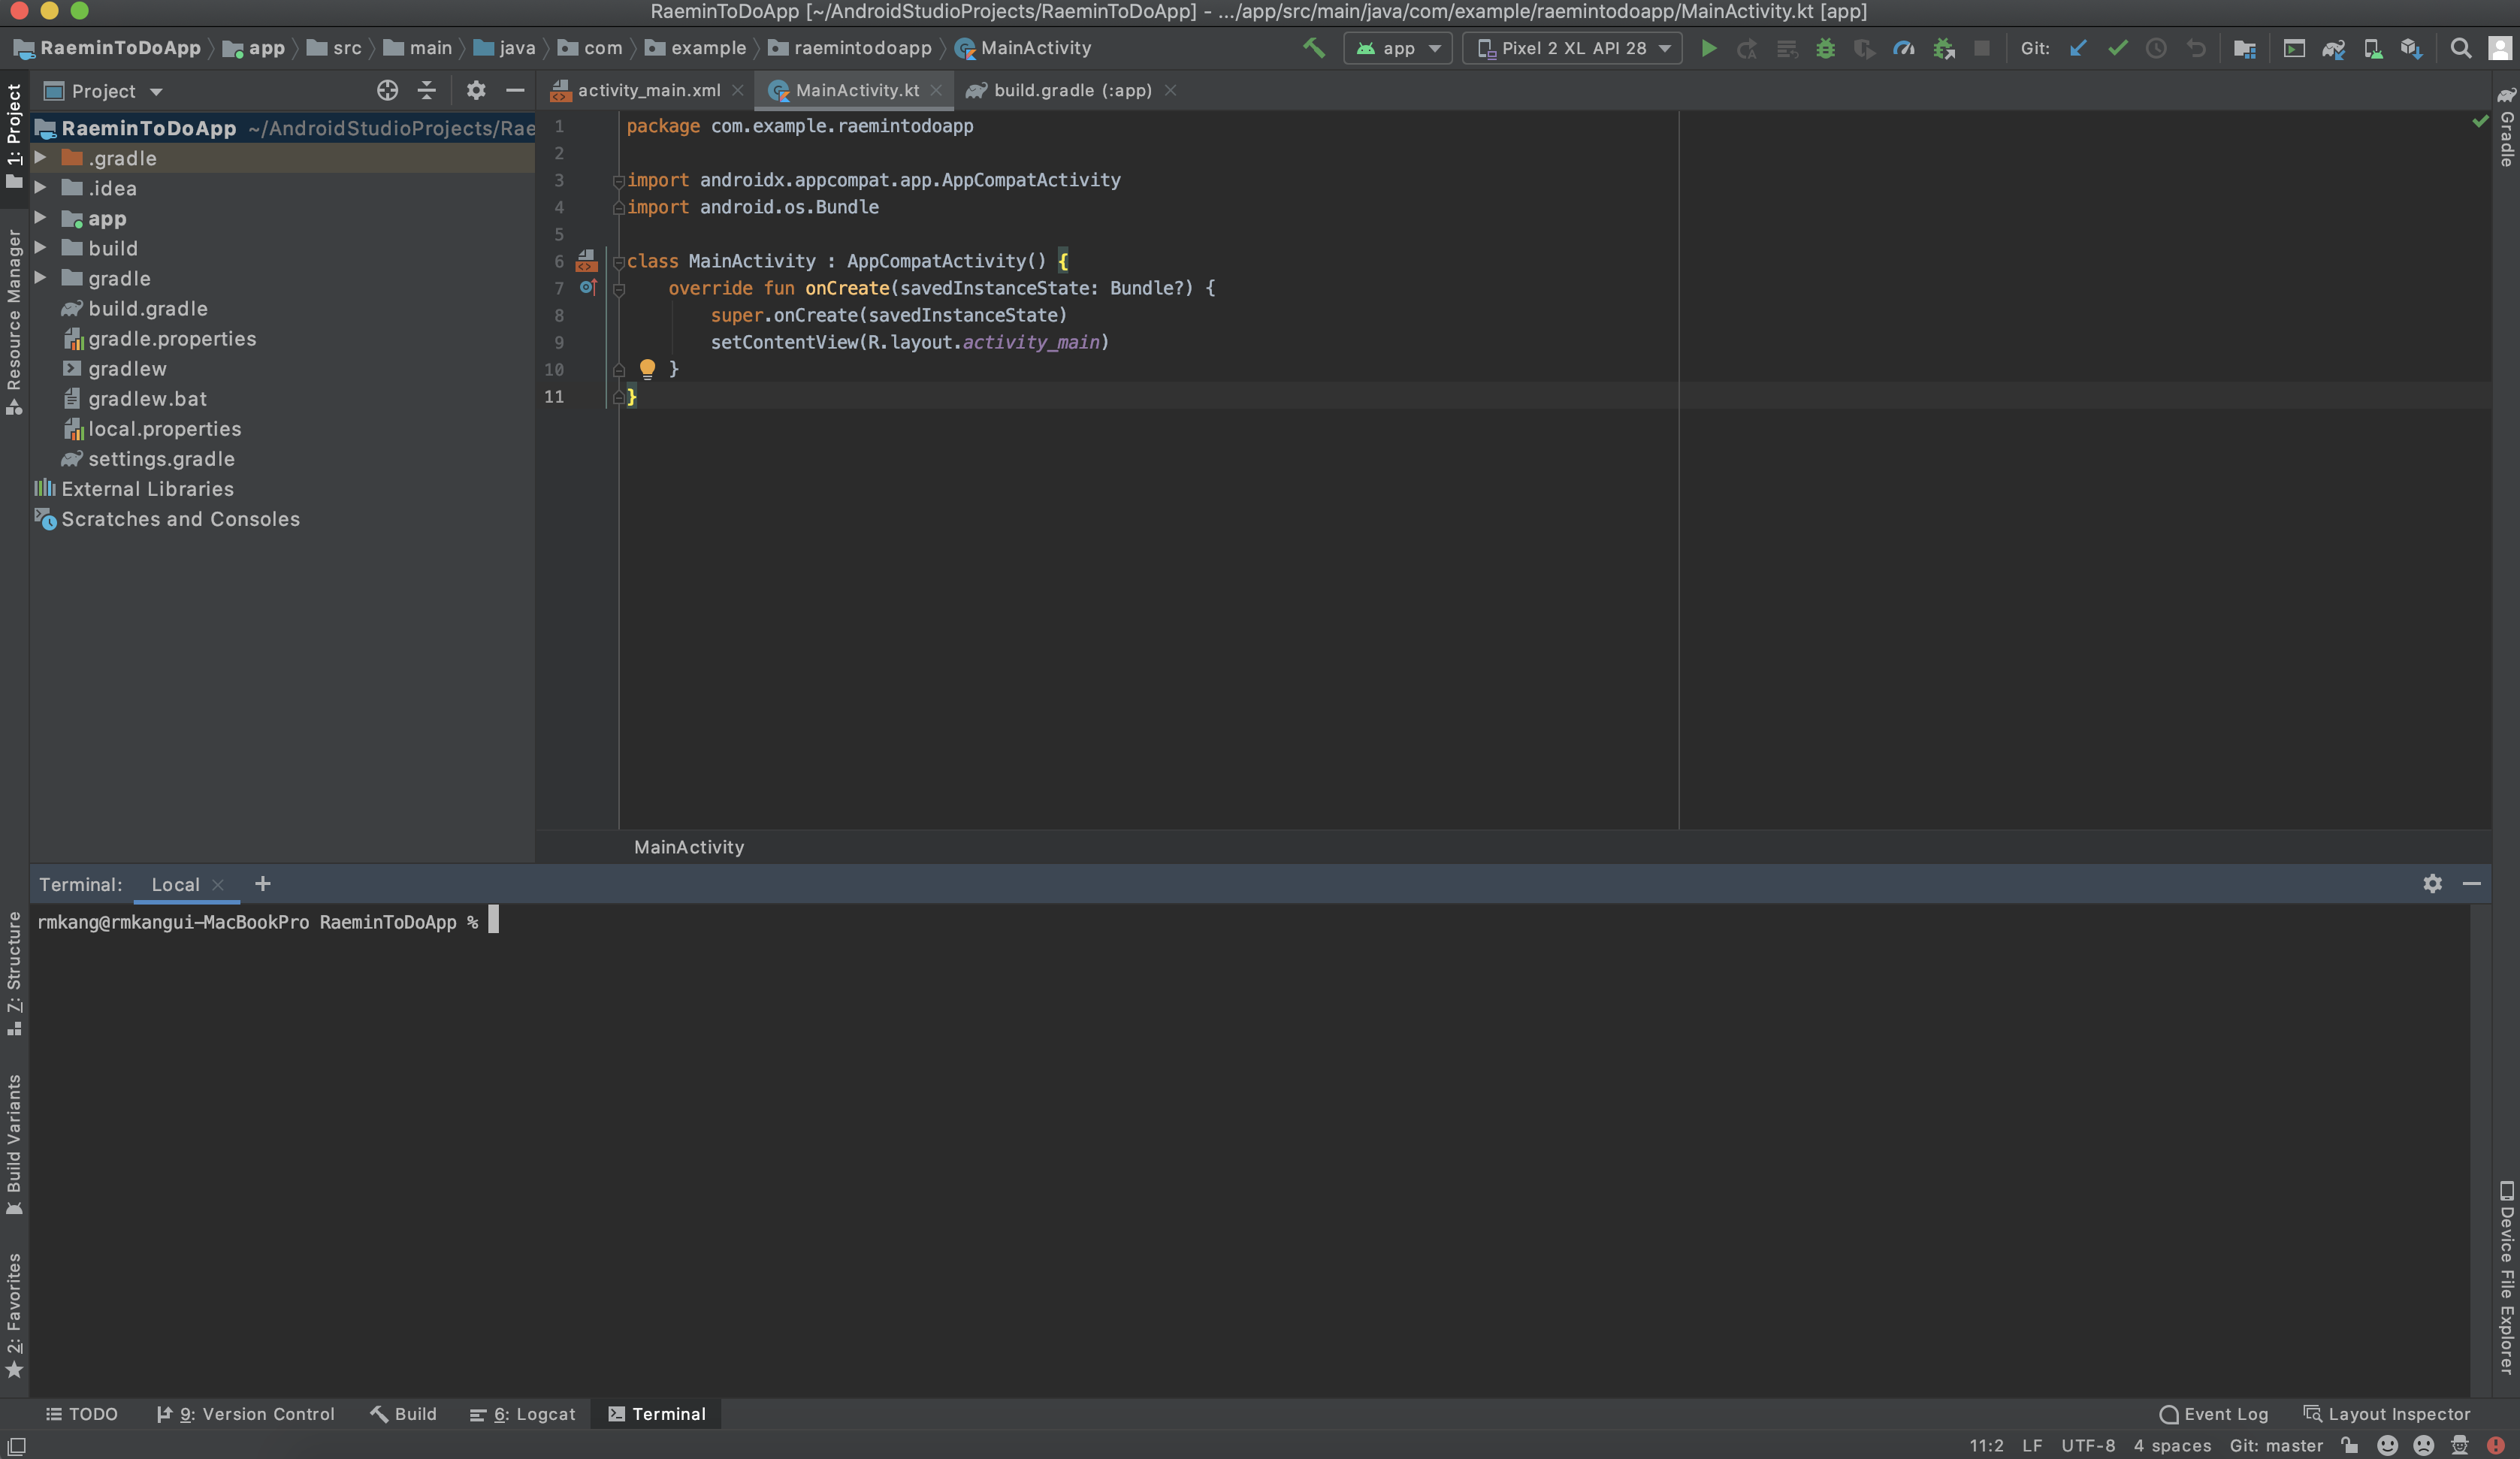 RaeminToDoApp [~/AndroidStudioProjects/RaeminToDoApp] - .../app/src/main/java/com/example/raemintodoapp/MainActivity.kt [app]
RaeminToDoApp app src main java com example raemintodoapp MainActivity app Pixel 2 XL API 28 Git:
Project
activity_main.xml MainActivity.kt build.gradle (:app)
RaeminToDoApp ~/AndroidStudioProjects/Rae
.gradle
.idea
app
build
gradle
build.gradle
gradle.properties
gradlew
gradlew.bat
local.properties
settings.gradle
External Libraries
Scratches and Consoles
1 package com.example.raemintodoapp
2
3 import androidx.appcompat.app.AppCompatActivity
4 import android.os.Bundle
5
6 class MainActivity : AppCompatActivity() {
7 override fun onCreate(savedInstanceState: Bundle?) {
8 super.onCreate(savedInstanceState)
9 setContentView(R.layout.activity_main)
10 }
11 }
MainActivity
1: Project
Resource Manager
7: Structure
Build Variants
2: Favorites
Gradle
Device File Explorer
Terminal: Local +
rmkang@rmkangui-MacBookPro RaeminToDoApp %
TODO 9: Version Control Build 6: Logcat Terminal Event Log Layout Inspector
11:2 LF UTF-8 4 spaces Git: master